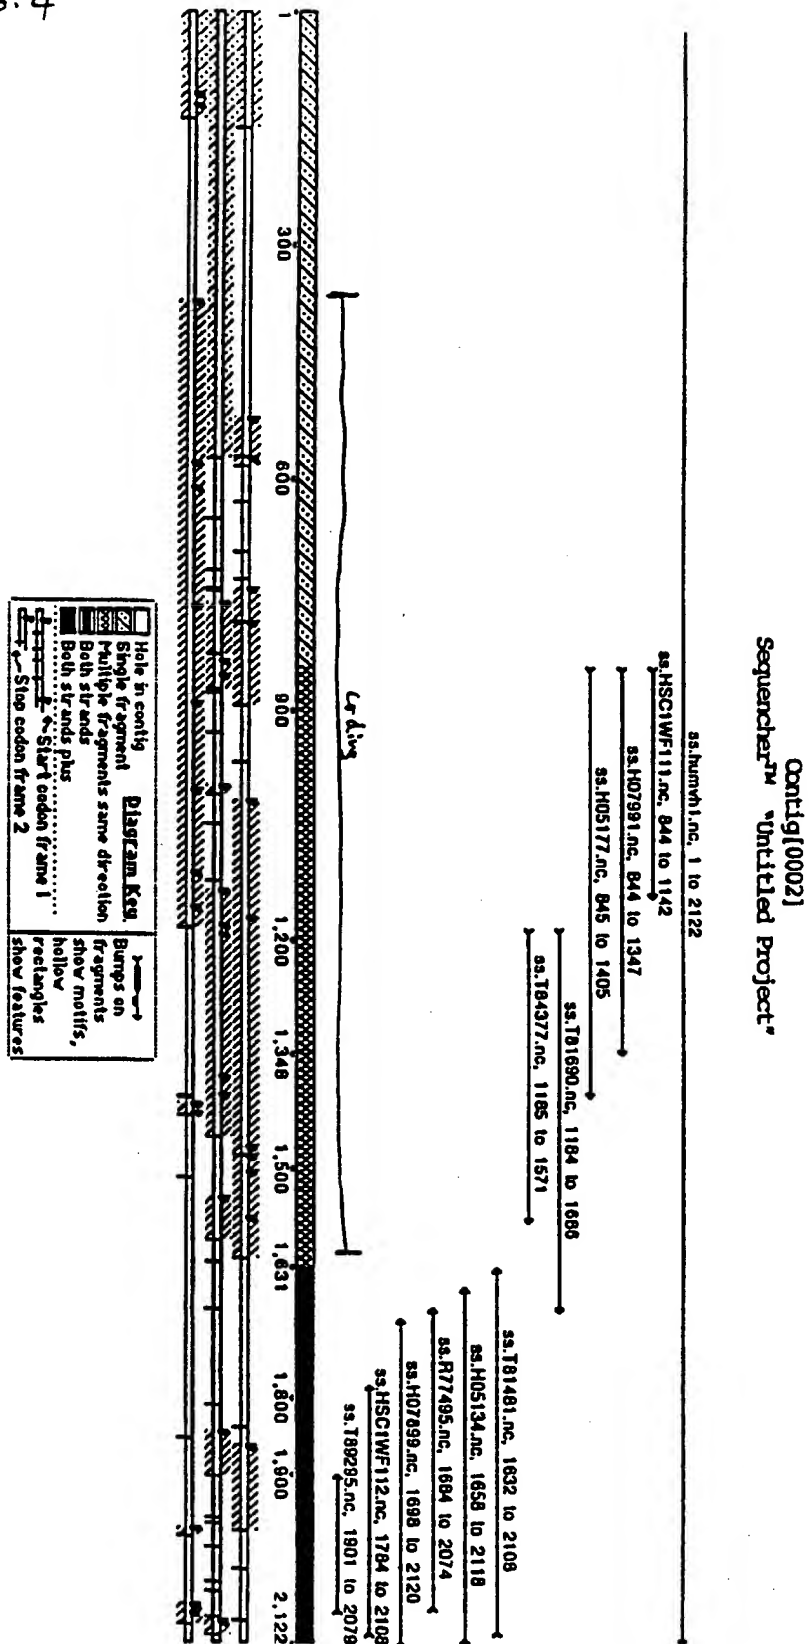 Contig[0002]
Sequencher™ "Untitled Project"
ss.humvh1.nc, 1 to 2122
ss.HSC1WF111.nc, 844 to 1142
ss.H07991.nc, 844 to 1347
ss.H05177.nc, 845 to 1405
ss.T81690.nc, 1184 to 1686
ss.T84377.nc, 1185 to 1571
ss.T81481.nc, 1632 to 2108
ss.H05134.nc, 1658 to 2118
ss.R77495.nc, 1684 to 2074
ss.H07899.nc, 1698 to 2120
ss.HSC1WF112.nc, 1784 to 2108
ss.T89295.nc, 1901 to 2079
Coding
1 300 600 900 1,200 1,348 1,500 1,631 1,800 1,900 2,122
Diagram Key
Hole in contig
Single fragment
Multiple fragments same direction
Both strands
Both strands plus
Start codon frame 1
Stop codon frame 2
Bumps on
fragments
show motifs,
hollow
rectangles
show features